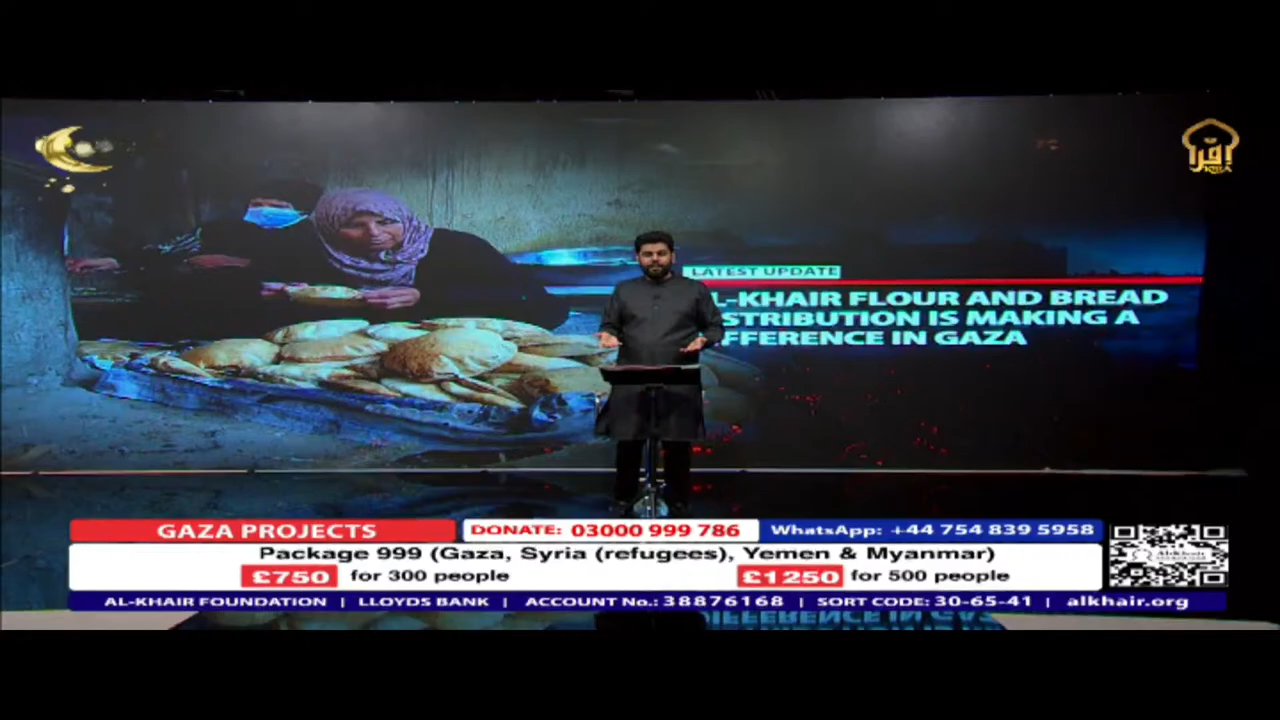 اقرأ
IQRA
LATEST UPDATE
L-KHAIR FLOUR AND BREAD
STRIBUTION IS MAKING A
FFERENCE IN GAZA
GAZA PROJECTS
DONATE: 03000 999 786
WhatsApp: +44 754 839 5958
Package 999 (Gaza, Syria (refugees), Yemen & Myanmar)
£750 for 300 people
£1250 for 500 people
AL-KHAIR FOUNDATION | LLOYDS BANK | ACCOUNT No.: 38876168 | SORT CODE: 30-65-41 | alkhair.org